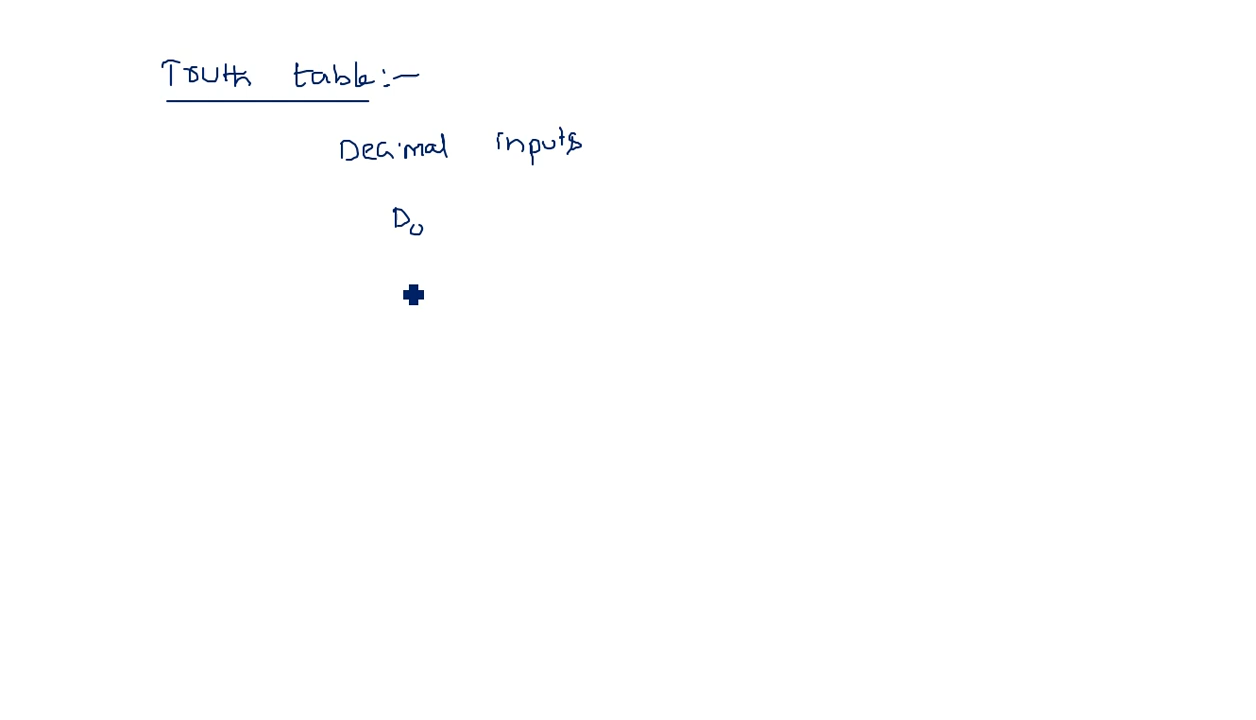 Truth table:-
Decimal inputs
D₀